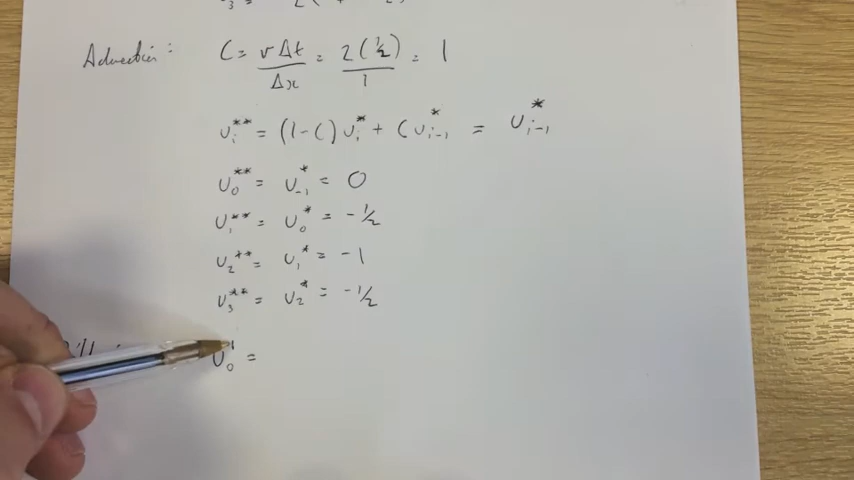 Advection: C = vΔt/Δx = 2(1/2)/1 = 1
u_i^** = (1-C)u_i^* + Cu_{i-1}^* = u_{i-1}^*
u_0^** = u_{-1}^* = 0
u_1^** = u_0^* = -1/2
u_2^** = u_1^* = -1
u_3^** = u_2^* = -1/2
u_0^1 =